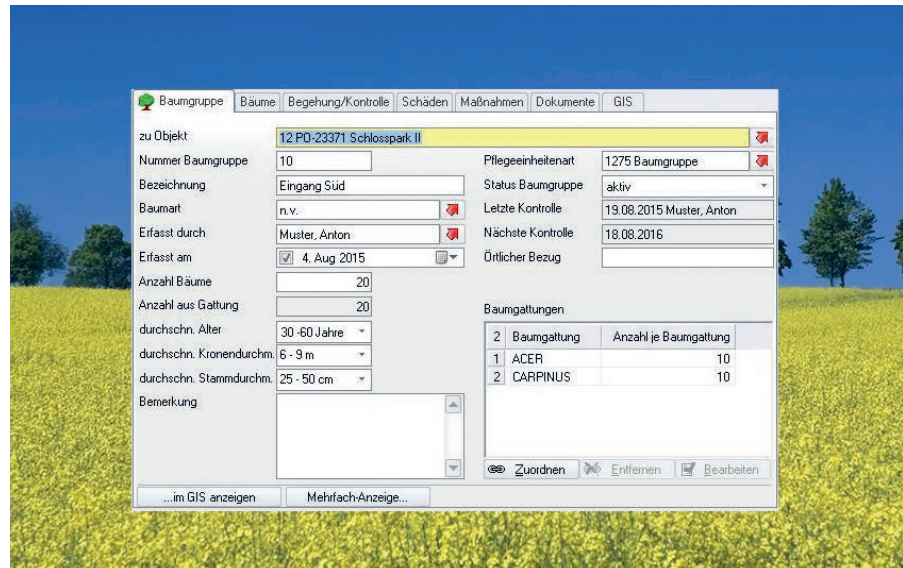 Baumgruppe Bäume Begehung/Kontrolle Schäden Maßnahmen Dokumente GIS
zu Objekt 12 PO-23371 Schlosspark II
Nummer Baumgruppe 10 Pflegeeinheitenart 1275 Baumgruppe
Bezeichnung Eingang Süd Status Baumgruppe aktiv
Baumart n.v. Letzte Kontrolle 19.08.2015 Muster, Anton
Erfasst durch Muster, Anton Nächste Kontrolle 18.08.2016
Erfasst am 4. Aug 2015 Örtlicher Bezug
Anzahl Bäume 20
Anzahl aus Gattung 20 Baumgattungen
durchschn. Alter 30 -60 Jahre 2 Baumgattung Anzahl je Baumgattung
durchschn. Kronendurchm. 6 - 9 m 1 ACER 10
durchschn. Stammdurchm. 25 - 50 cm 2 CARPINUS 10
Bemerkung
Zuordnen Entfernen Bearbeiten
...im GIS anzeigen Mehrfach-Anzeige...